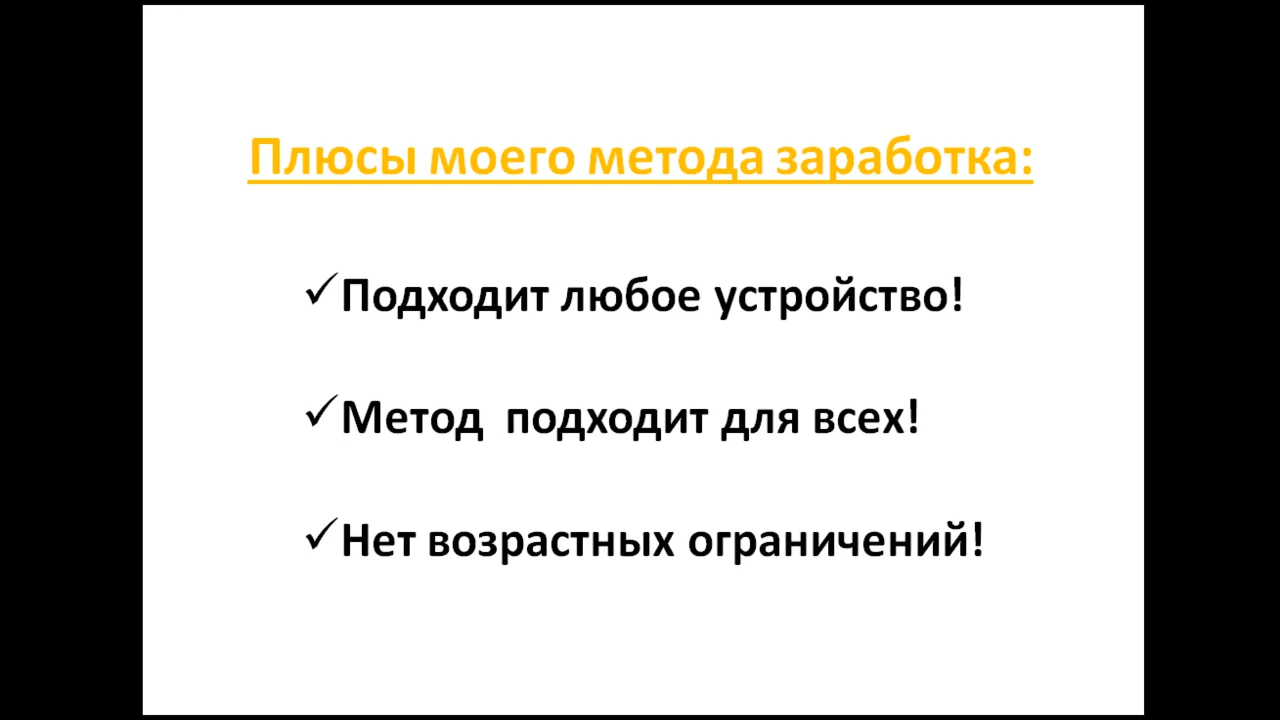 Плюсы моего метода заработка:
✓Подходит любое устройство!
✓Метод  подходит для всех!
✓Нет возрастных ограничений!